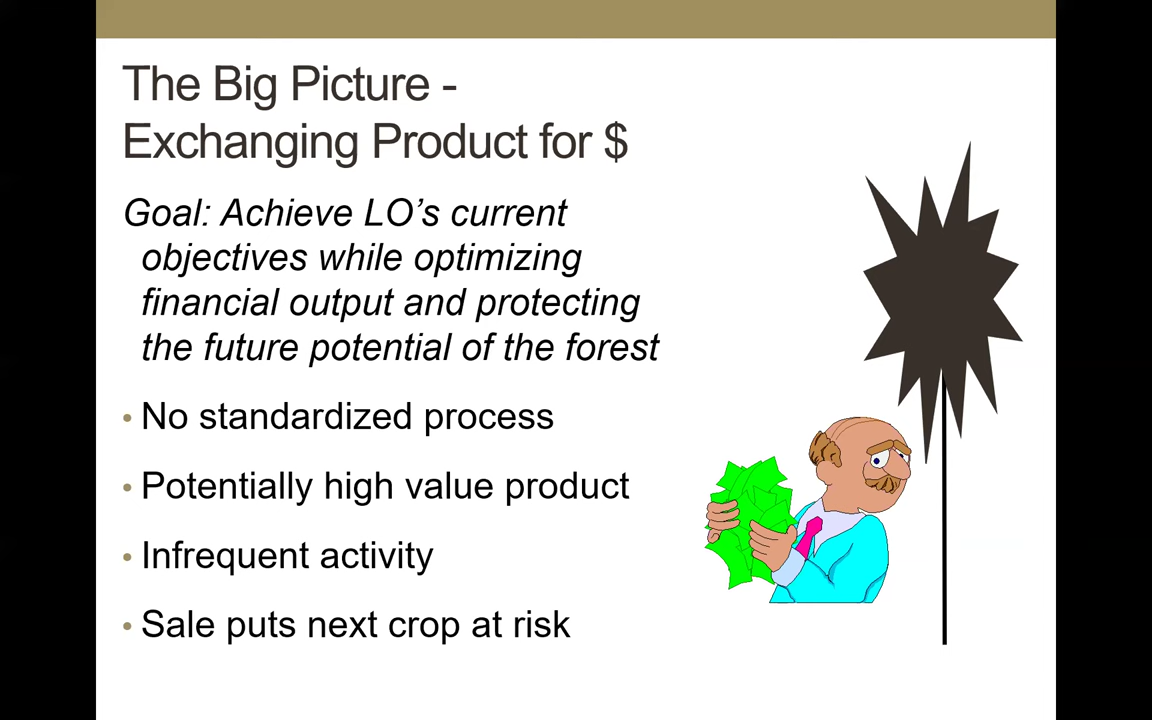 The Big Picture -
Exchanging Product for $
Goal: Achieve LO’s current
objectives while optimizing
financial output and protecting
the future potential of the forest
• No standardized process
• Potentially high value product
• Infrequent activity
• Sale puts next crop at risk